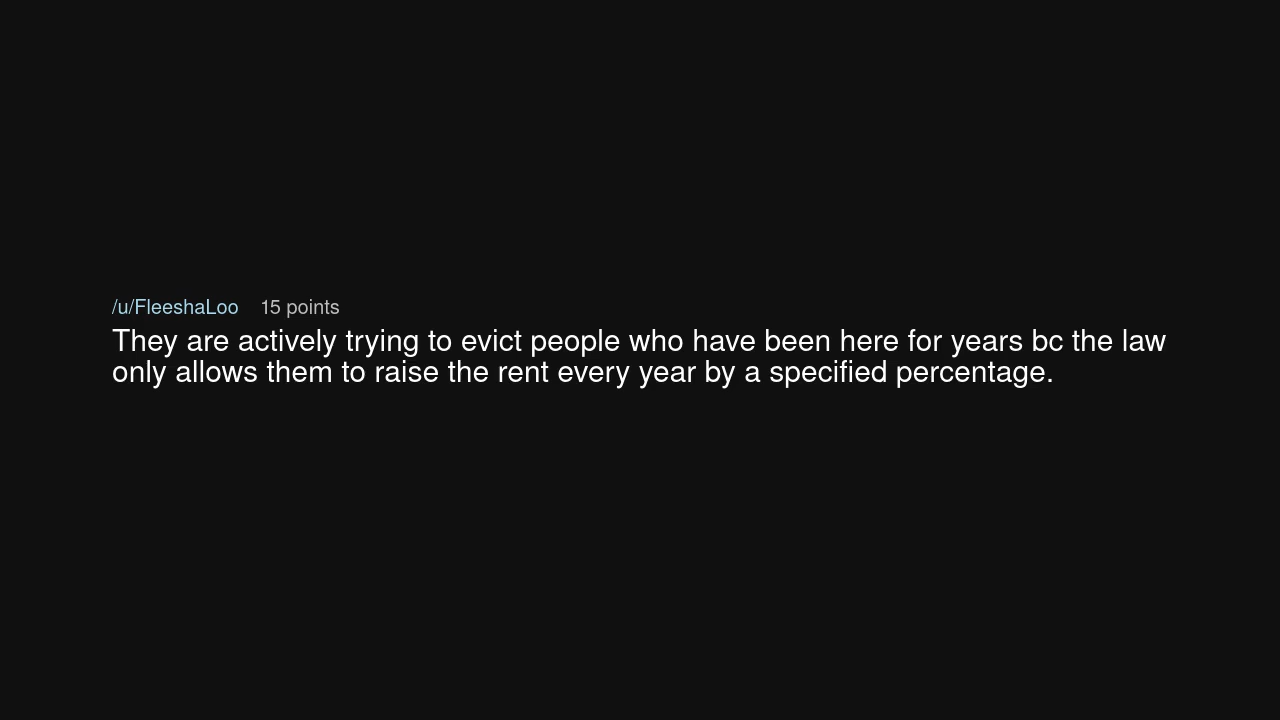 /u/FleeshaLoo 15 points
They are actively trying to evict people who have been here for years bc the law
only allows them to raise the rent every year by a specified percentage.